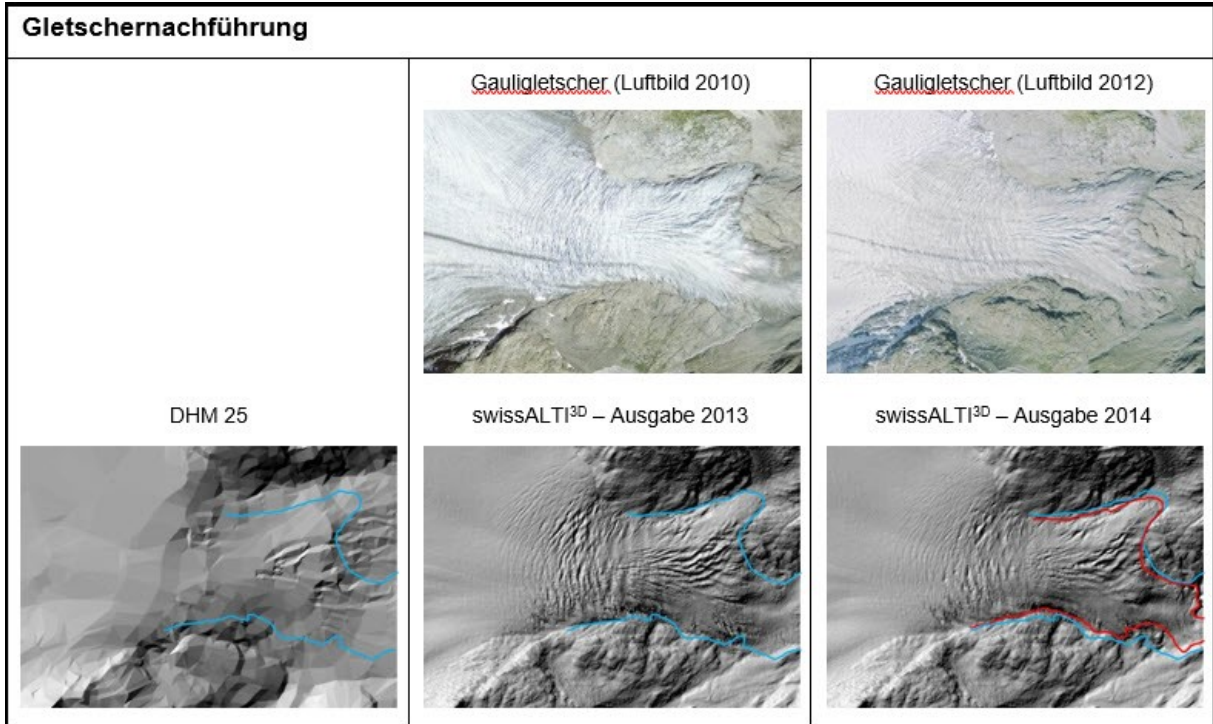 Gletschernachführung
Gauligletscher (Luftbild 2010)
Gauligletscher (Luftbild 2012)
DHM 25
swissALTI³ᴰ – Ausgabe 2013
swissALTI³ᴰ – Ausgabe 2014